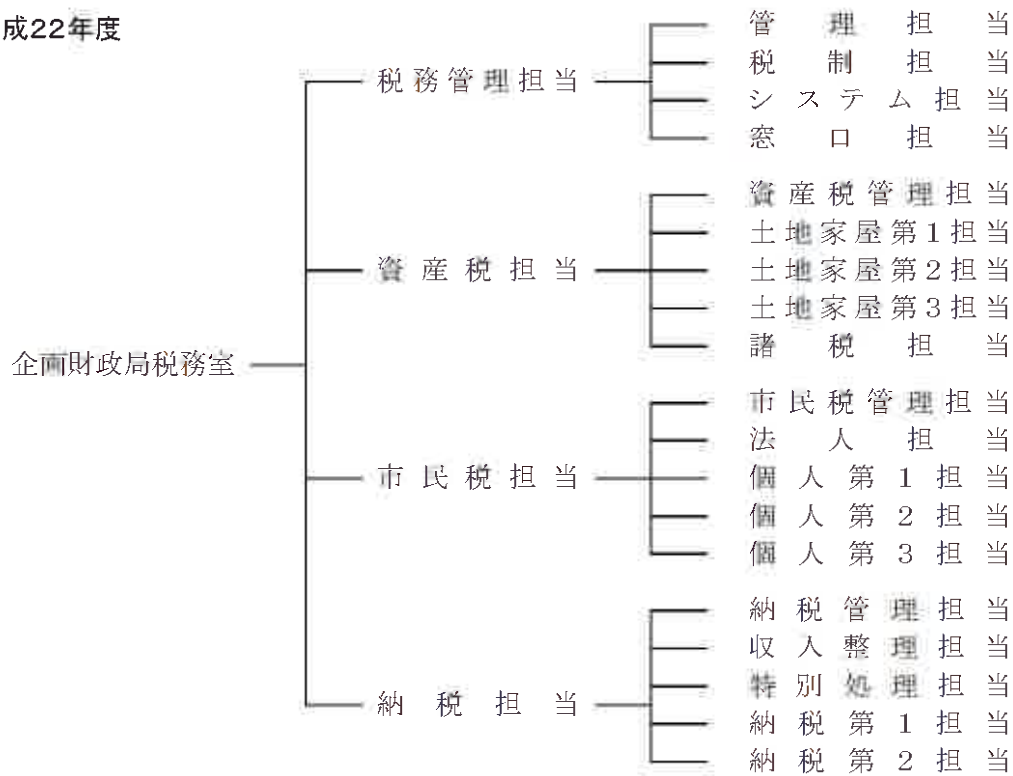 成22年度
企画財政局税務室
税務管理担当
管理担当
税制担当
システム担当
窓口担当
資産税担当
資産税管理担当
土地家屋第1担当
土地家屋第2担当
土地家屋第3担当
諸税担当
市民税担当
市民税管理担当
法人担当
個人第1担当
個人第2担当
個人第3担当
納税担当
納税管理担当
収入整理担当
特別処理担当
納税第1担当
納税第2担当